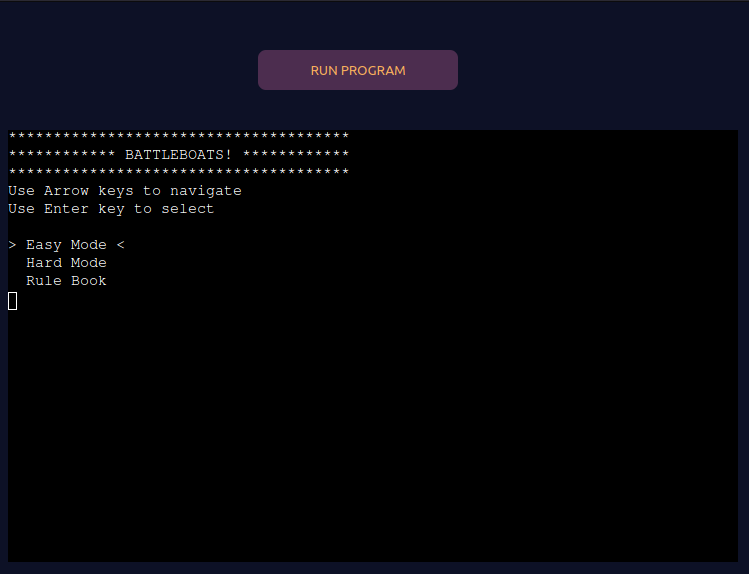 RUN PROGRAM
**************************************
************ BATTLEBOATS! ************
**************************************
Use Arrow keys to navigate
Use Enter key to select
> Easy Mode <
Hard Mode
Rule Book